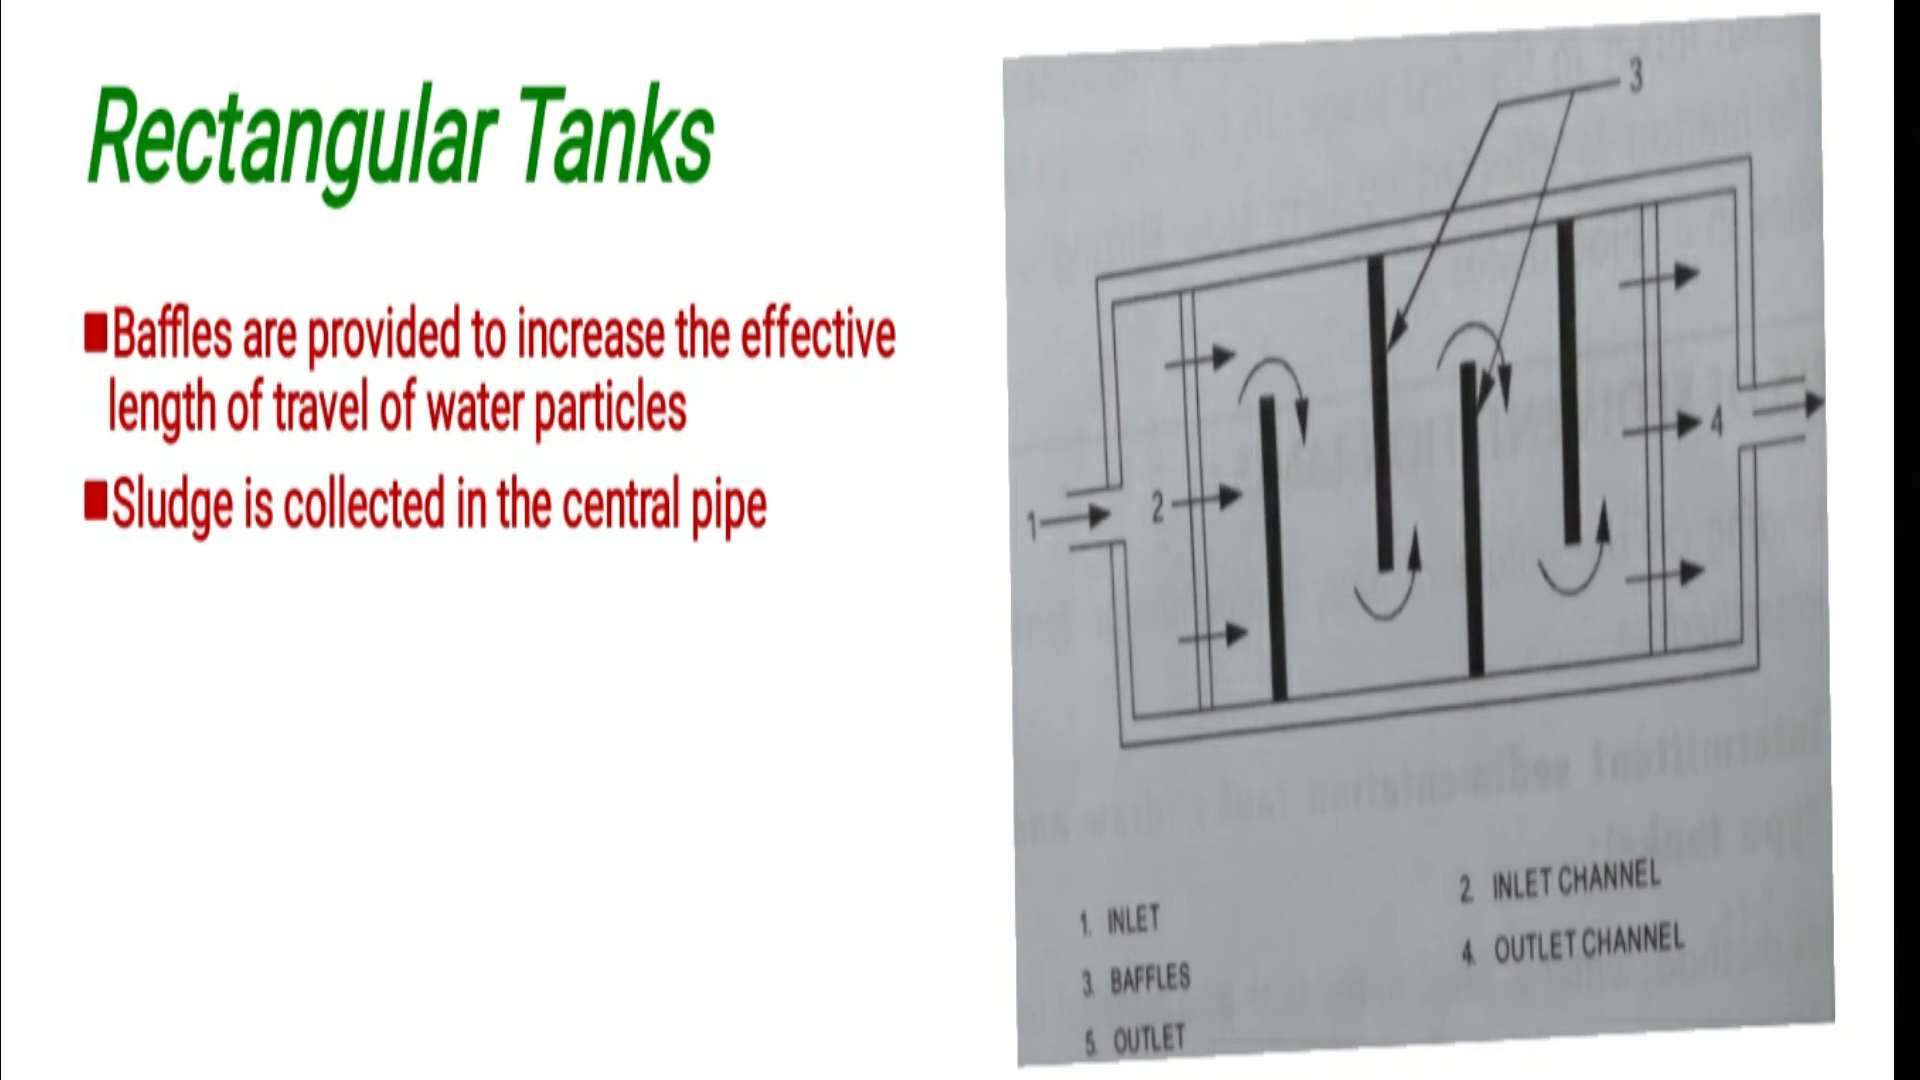 Rectangular Tanks
■Baffles are provided to increase the effective
length of travel of water particles
■Sludge is collected in the central pipe
3
1
2
4
1. INLET
2. INLET CHANNEL
3. BAFFLES
4. OUTLET CHANNEL
5. OUTLET